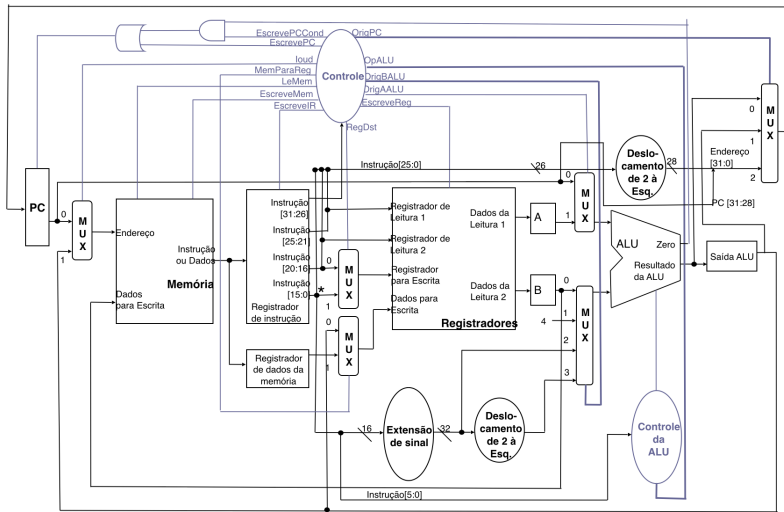 EscrevePCCond
EscrevePC
Ioud
MemParaReg
LeMem
EscreveMem
EscreveIR
Controle
OrigPC
OpALU
OrigBALU
OrigAALU
EscreveReg
RegDst
PC
0
M
U
X
1
Endereço
Instrução
ou Dados
Memória
Dados
para Escrita
Instrução
[31:26]
Instrução
[25:21]
Instrução
[20:16]
Instrução
[15:0]
Registrador
de instrução
Registrador
de dados da
memória
Instrução[25:0]
26
Deslo-
camento
de 2 à
Esq.
28
Endereço
[31:0]
PC [31:28]
0
1
2
M
U
X
*
0
M
U
X
1
0
M
U
X
1
Registrador de
Leitura 1
Registrador de
Leitura 2
Registrador
para Escrita
Dados para
Escrita
Dados da
Leitura 1
Dados da
Leitura 2
Registradores
A
B
0
M
U
X
1
0
4
1
2
3
M
U
X
ALU
Zero
Resultado
da ALU
Saída ALU
16
Extensão
de sinal
32
Deslo-
camento
de 2 à
Esq.
Controle
da
ALU
Instrução[5:0]